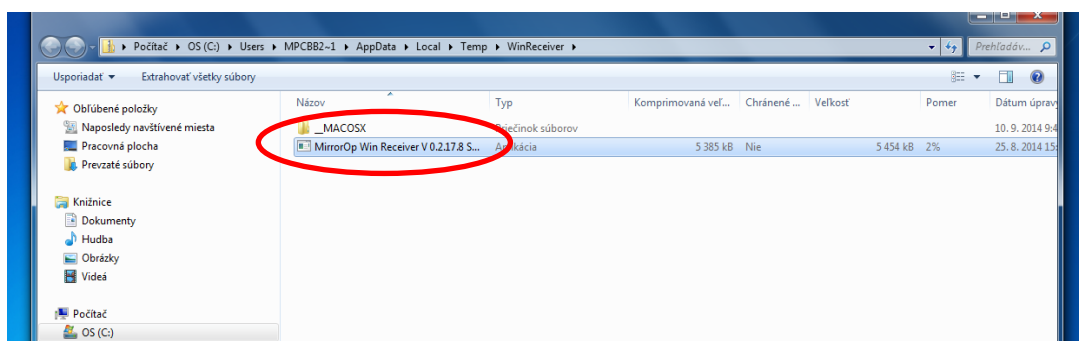 Počítač ▸ OS (C:) ▸ Users ▸ MPCBB2~1 ▸ AppData ▸ Local ▸ Temp ▸ WinReceiver ▸ Prehľadáv...
Usporiadať Extrahovať všetky súbory
Obľúbené položky
Naposledy navštívené miesta
Pracovná plocha
Prevzaté súbory
Knižnice
Dokumenty
Hudba
Obrázky
Videá
Počítač
OS (C:)
Názov Typ Komprimovaná veľ... Chránené ... Veľkosť Pomer Dátum úpravy
__MACOSX Priečinok súborov 10. 9. 2014 9:4
MirrorOp Win Receiver V 0.2.17.8 S... Aplikácia 5 385 kB Nie 5 454 kB 2% 25. 8. 2014 15: